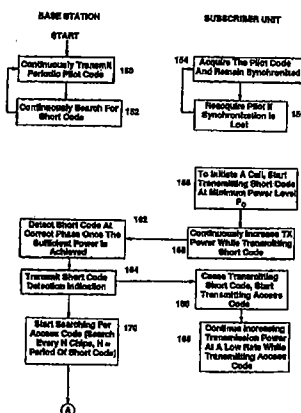 BASE STATION
START
Continuously Transmit
Periodic Pilot Code
150
Continuously Search For
Short Code
152
Detect Short Code At
Correct Phase Once The
Sufficient Power Is
Achieved
162
Transmit Short Code
Detection Indication
164
Start Searching Per
Access Code (Search
Every N Chips, N =
Period Of Short Code)
170
A
SUBSCRIBER UNIT
154
Acquire The Pilot Code
And Remain Synchronized
Reacquire Pilot If
Synchronization Is
Lost
To Initiate A Call, Start
Transmitting Short Code
At Minimum Power Level
P0
Continuously Increase TX
Power While Transmitting
Short Code
Cease Transmitting
Short Code, Start
Transmitting Access
Code
Continue Increasing
Transmission Power
At A Low Rate While
Transmitting Access
Code